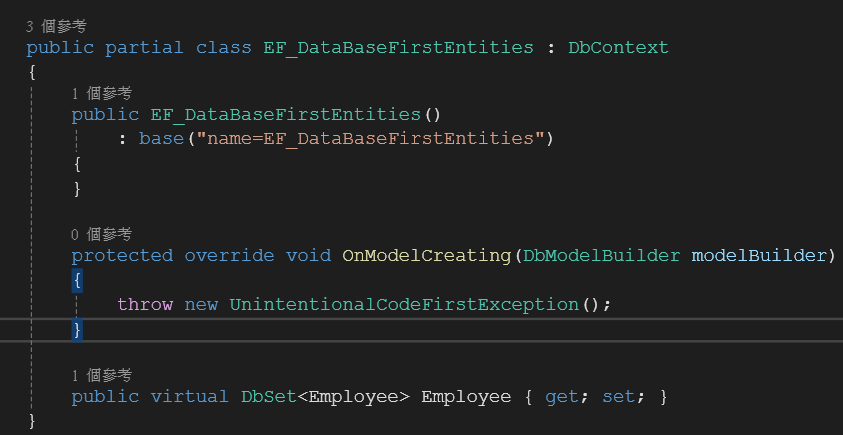 3 個參考
public partial class EF_DataBaseFirstEntities : DbContext
{
1 個參考
public EF_DataBaseFirstEntities()
: base("name=EF_DataBaseFirstEntities")
{
}
0 個參考
protected override void OnModelCreating(DbModelBuilder modelBuilder)
{
throw new UnintentionalCodeFirstException();
}
1 個參考
public virtual DbSet<Employee> Employee { get; set; }
}